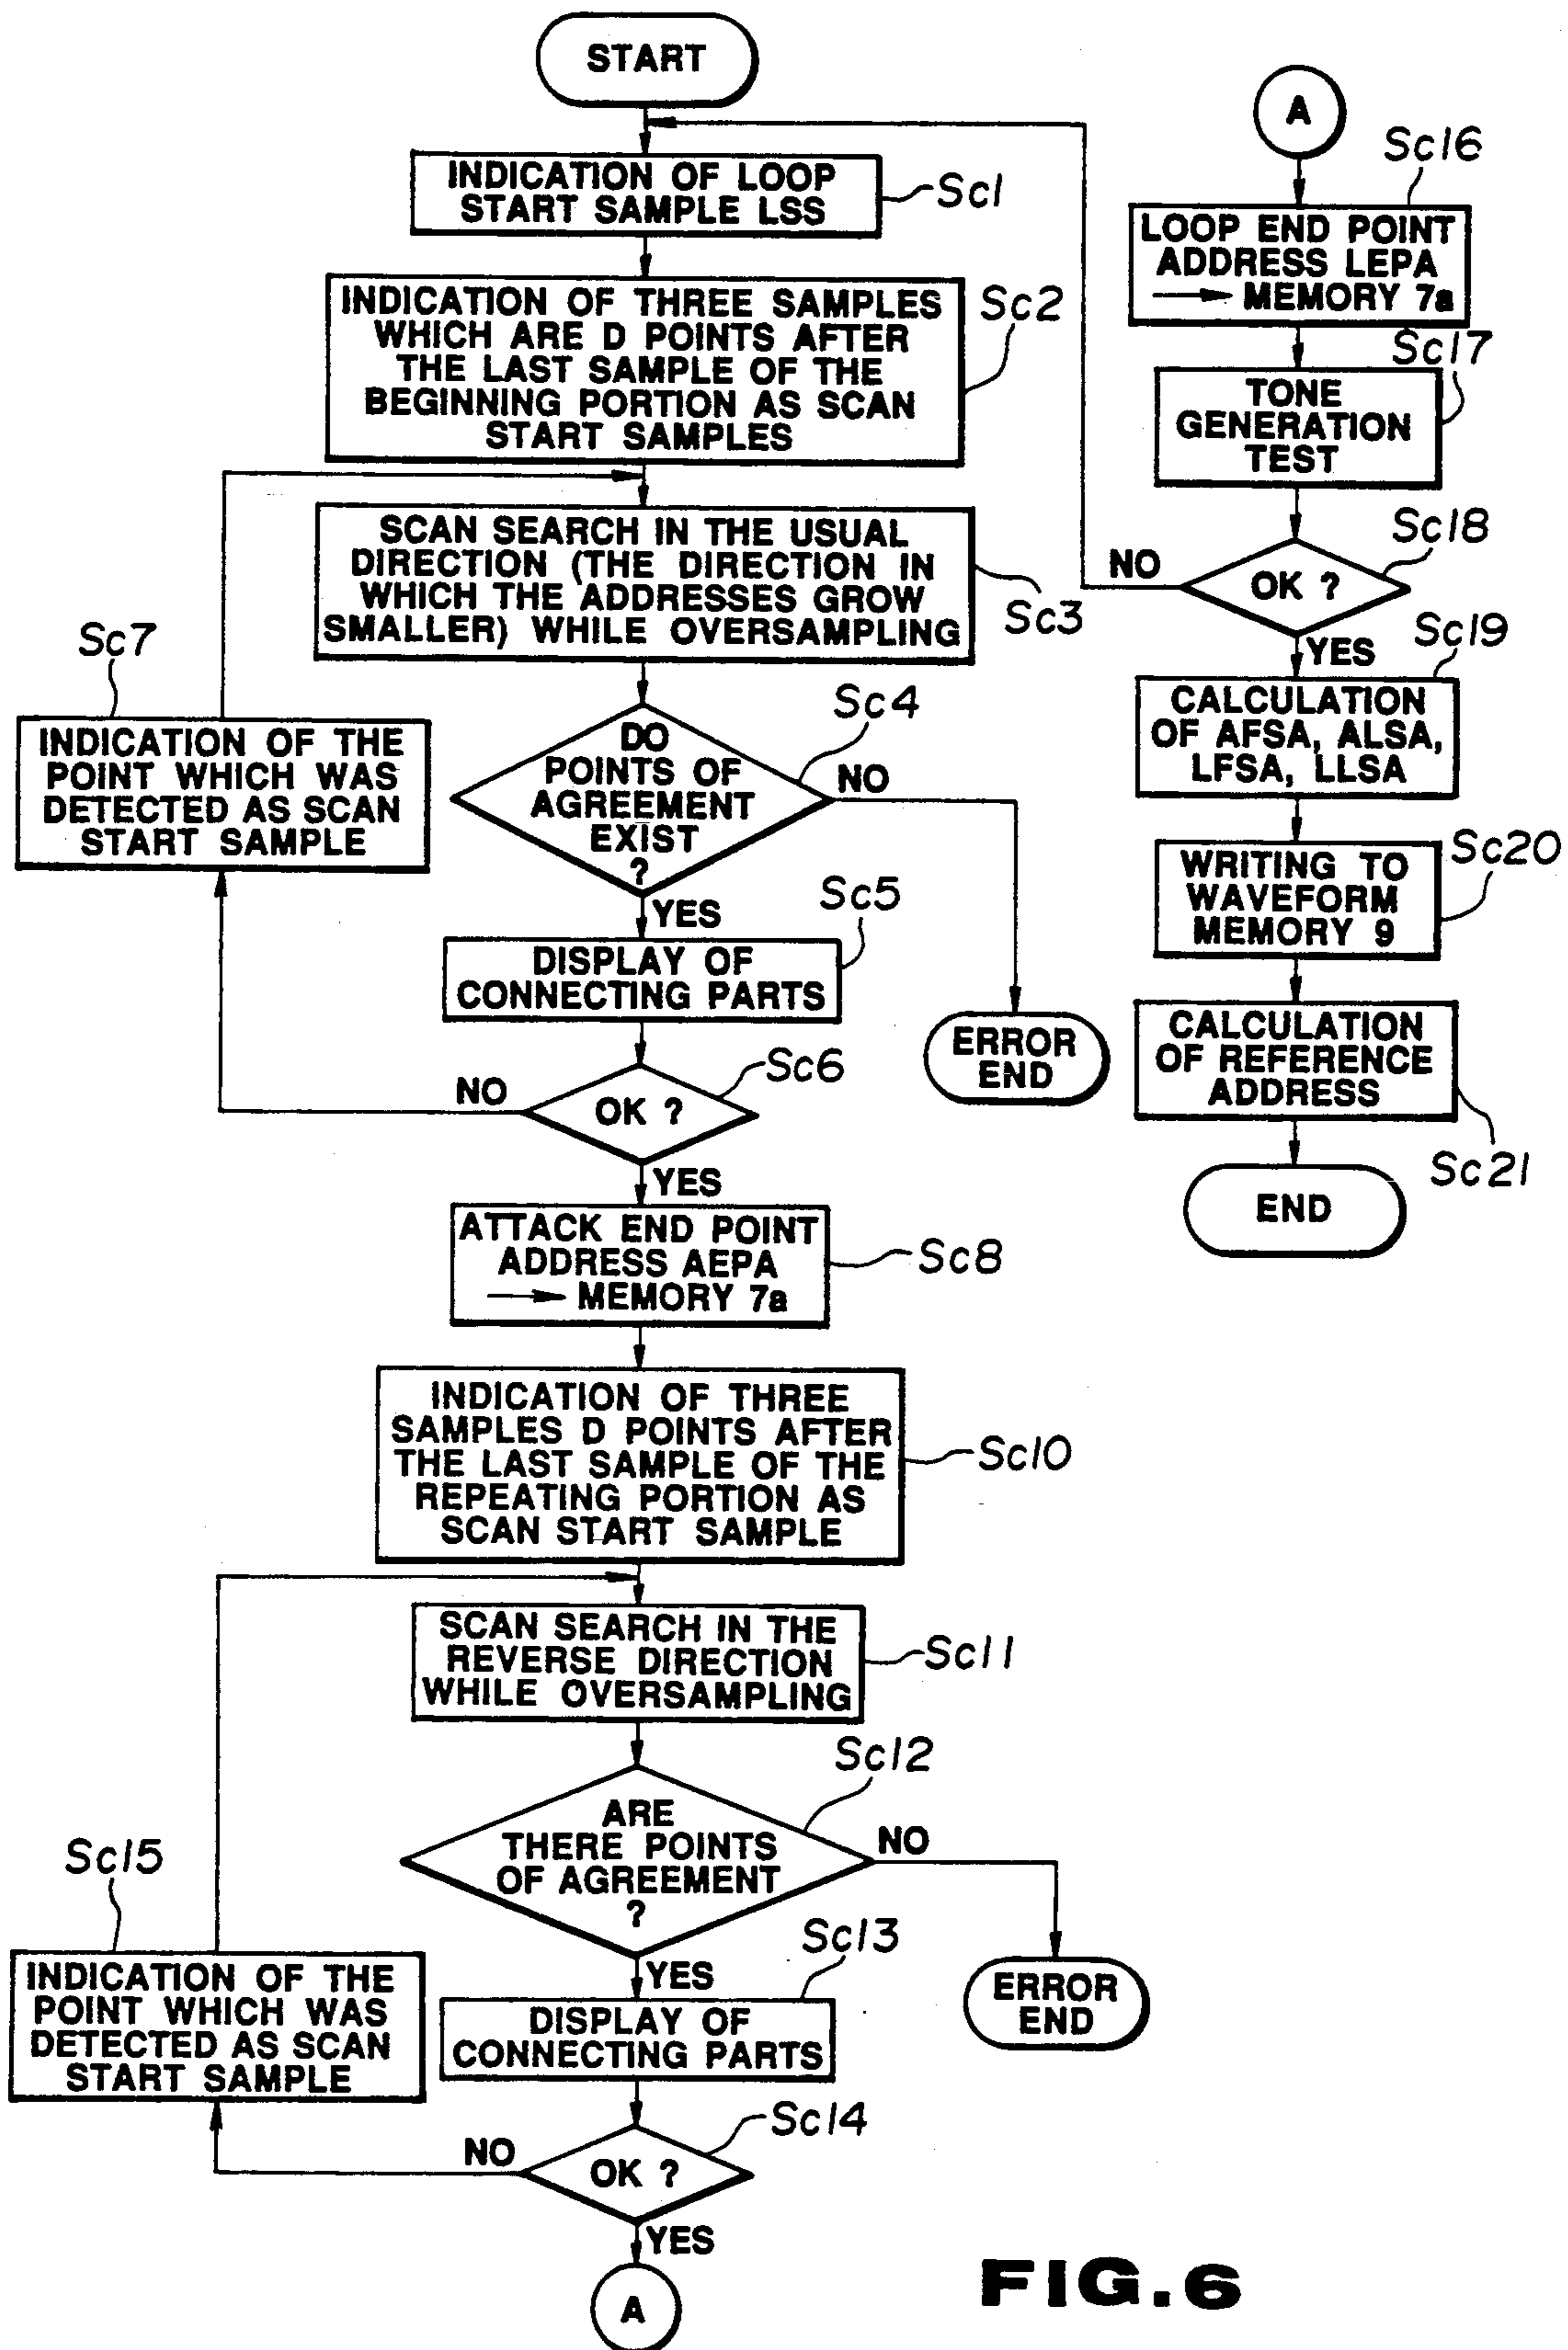 START
INDICATION OF LOOP
START SAMPLE LSS
Sc1
INDICATION OF THREE SAMPLES
WHICH ARE D POINTS AFTER
THE LAST SAMPLE OF THE
BEGINNING PORTION AS SCAN
START SAMPLES
Sc2
SCAN SEARCH IN THE USUAL
DIRECTION (THE DIRECTION IN
WHICH THE ADDRESSES GROW
SMALLER) WHILE OVERSAMPLING
Sc3
Sc7
INDICATION OF THE
POINT WHICH WAS
DETECTED AS SCAN
START SAMPLE
Sc4
DO
POINTS OF
AGREEMENT
EXIST
?
NO
YES
ERROR
END
Sc5
DISPLAY OF
CONNECTING PARTS
Sc6
OK ?
NO
YES
ATTACK END POINT
ADDRESS AEPA
→ MEMORY 7a
Sc8
INDICATION OF THREE
SAMPLES D POINTS AFTER
THE LAST SAMPLE OF THE
REPEATING PORTION AS
SCAN START SAMPLE
Sc10
SCAN SEARCH IN THE
REVERSE DIRECTION
WHILE OVERSAMPLING
Sc11
Sc12
ARE
THERE POINTS
OF AGREEMENT
?
NO
YES
ERROR
END
Sc15
INDICATION OF THE
POINT WHICH WAS
DETECTED AS SCAN
START SAMPLE
Sc13
DISPLAY OF
CONNECTING PARTS
Sc14
OK ?
NO
YES
A
A
Sc16
LOOP END POINT
ADDRESS LEPA
→ MEMORY 7a
Sc17
TONE
GENERATION
TEST
Sc18
OK ?
NO
YES
Sc19
CALCULATION
OF AFSA, ALSA,
LFSA, LLSA
Sc20
WRITING TO
WAVEFORM
MEMORY 9
CALCULATION
OF REFERENCE
ADDRESS
Sc21
END
FIG.6